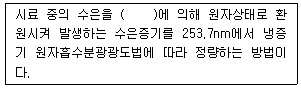 시료 중의 수은을 (     )에 의해 원자상태로 환
원시켜 발생하는 수은증기를 253.7nm에서 냉증
기 원자흡수분광광도법에 따라 정량하는 방법이
다.